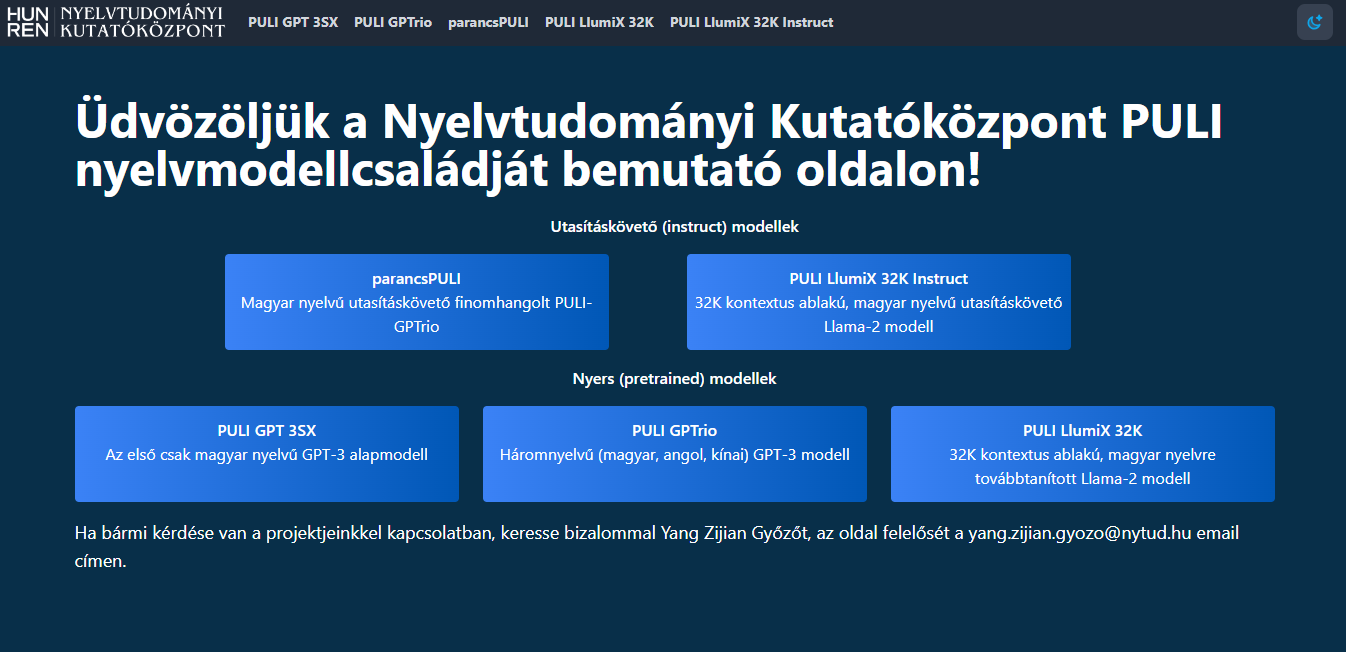 HUN
REN
NYELVTUDOMÁNYI
KUTATÓKÖZPONT
PULI GPT 3SX
PULI GPTrio
parancsPULI
PULI LlumiX 32K
PULI LlumiX 32K Instruct
Üdvözöljük a Nyelvtudományi Kutatóközpont PULI
nyelvmodellcsaládját bemutató oldalon!
Utasításkövető (instruct) modellek
parancsPULI
Magyar nyelvű utasításkövető finomhangolt PULI-
GPTrio
PULI LlumiX 32K Instruct
32K kontextus ablakú, magyar nyelvű utasításkövető
Llama-2 modell
Nyers (pretrained) modellek
PULI GPT 3SX
Az első csak magyar nyelvű GPT-3 alapmodell
PULI GPTrio
Háromnyelvű (magyar, angol, kínai) GPT-3 modell
PULI LlumiX 32K
32K kontextus ablakú, magyar nyelvre
továbbtanított Llama-2 modell
Ha bármi kérdése van a projektjeinkkel kapcsolatban, keresse bizalommal Yang Zijian Győzőt, az oldal felelősét a yang.zijian.gyozo@nytud.hu email
címen.